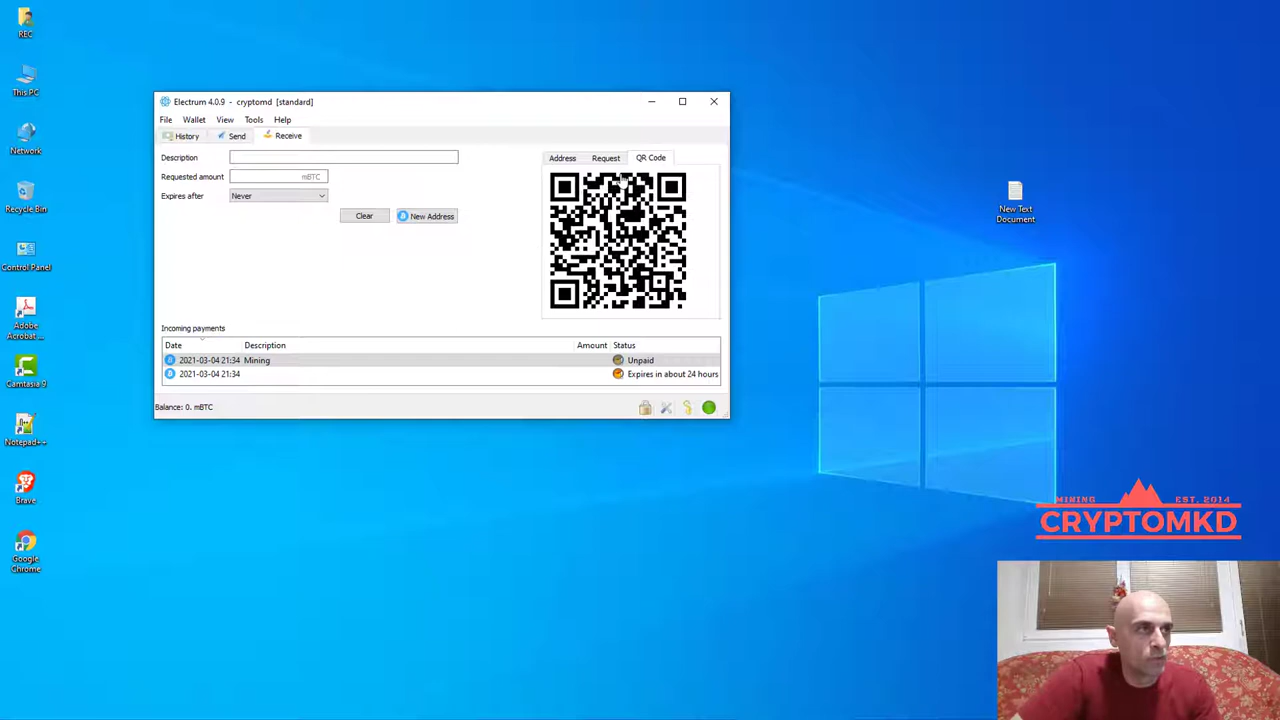 REC
This PC
Network
Recycle Bin
Control Panel
Adobe
Acrobat ...
Camtasia 9
Notepad++
Brave
Google
Chrome
Electrum 4.0.9 - cryptomd [standard]
File Wallet View Tools Help
History Send Receive
Description
Requested amount mBTC
Expires after Never
Clear New Address
Address Request QR Code
Incoming payments
Date Description Amount Status
2021-03-04 21:34 Mining Unpaid
2021-03-04 21:34 Expires in about 24 hours
Balance: 0. mBTC
New Text
Document
MINING EST. 2014
CRYPTOMKD